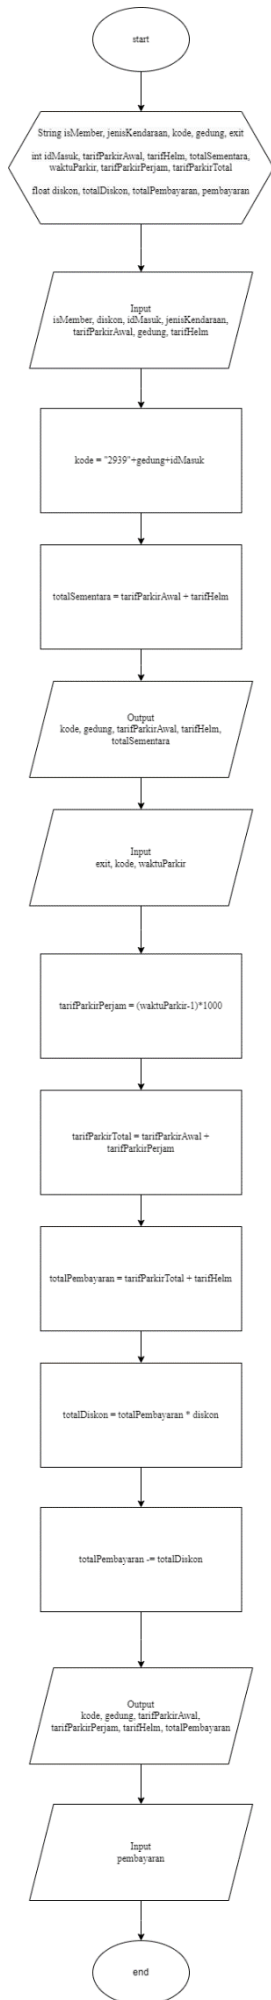 start
String isMember, jenisKendaraan, kode, gedung, exit
int idMasuk, tarifParkirAwal, tarifHelm, totalSementara,
waktuParkir, tarifParkirPerjam, tarifParkirTotal
float diskon, totalDiskon, totalPembayaran, pembayaran
Input
isMember, diskon, idMasuk, jenisKendaraan,
tarifParkirAwal, gedung, tarifHelm
kode = "2939"+gedung+idMasuk
totalSementara = tarifParkirAwal + tarifHelm
Output
kode, gedung, tarifParkirAwal, tarifHelm,
totalSementara
Input
exit, kode, waktuParkir
tarifParkirPerjam = (waktuParkir-1)*1000
tarifParkirTotal = tarifParkirAwal +
tarifParkirPerjam
totalPembayaran = tarifParkirTotal + tarifHelm
totalDiskon = totalPembayaran * diskon
totalPembayaran -= totalDiskon
Output
kode, gedung, tarifParkirAwal,
tarifParkirPerjam, tarifHelm, totalPembayaran
Input
pembayaran
end